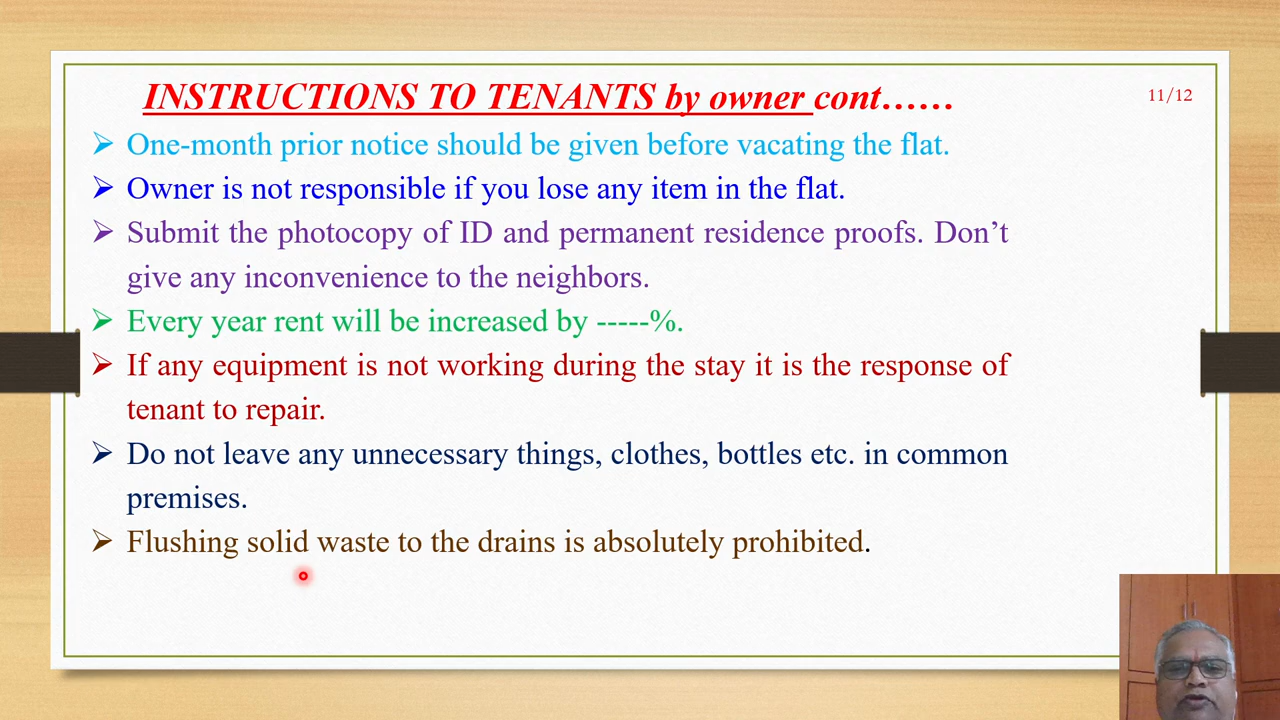 INSTRUCTIONS TO TENANTS by owner cont……
11/12
One-month prior notice should be given before vacating the flat.
Owner is not responsible if you lose any item in the flat.
Submit the photocopy of ID and permanent residence proofs. Don’t
give any inconvenience to the neighbors.
Every year rent will be increased by -----%.
If any equipment is not working during the stay it is the response of
tenant to repair.
Do not leave any unnecessary things, clothes, bottles etc. in common
premises.
Flushing solid waste to the drains is absolutely prohibited.